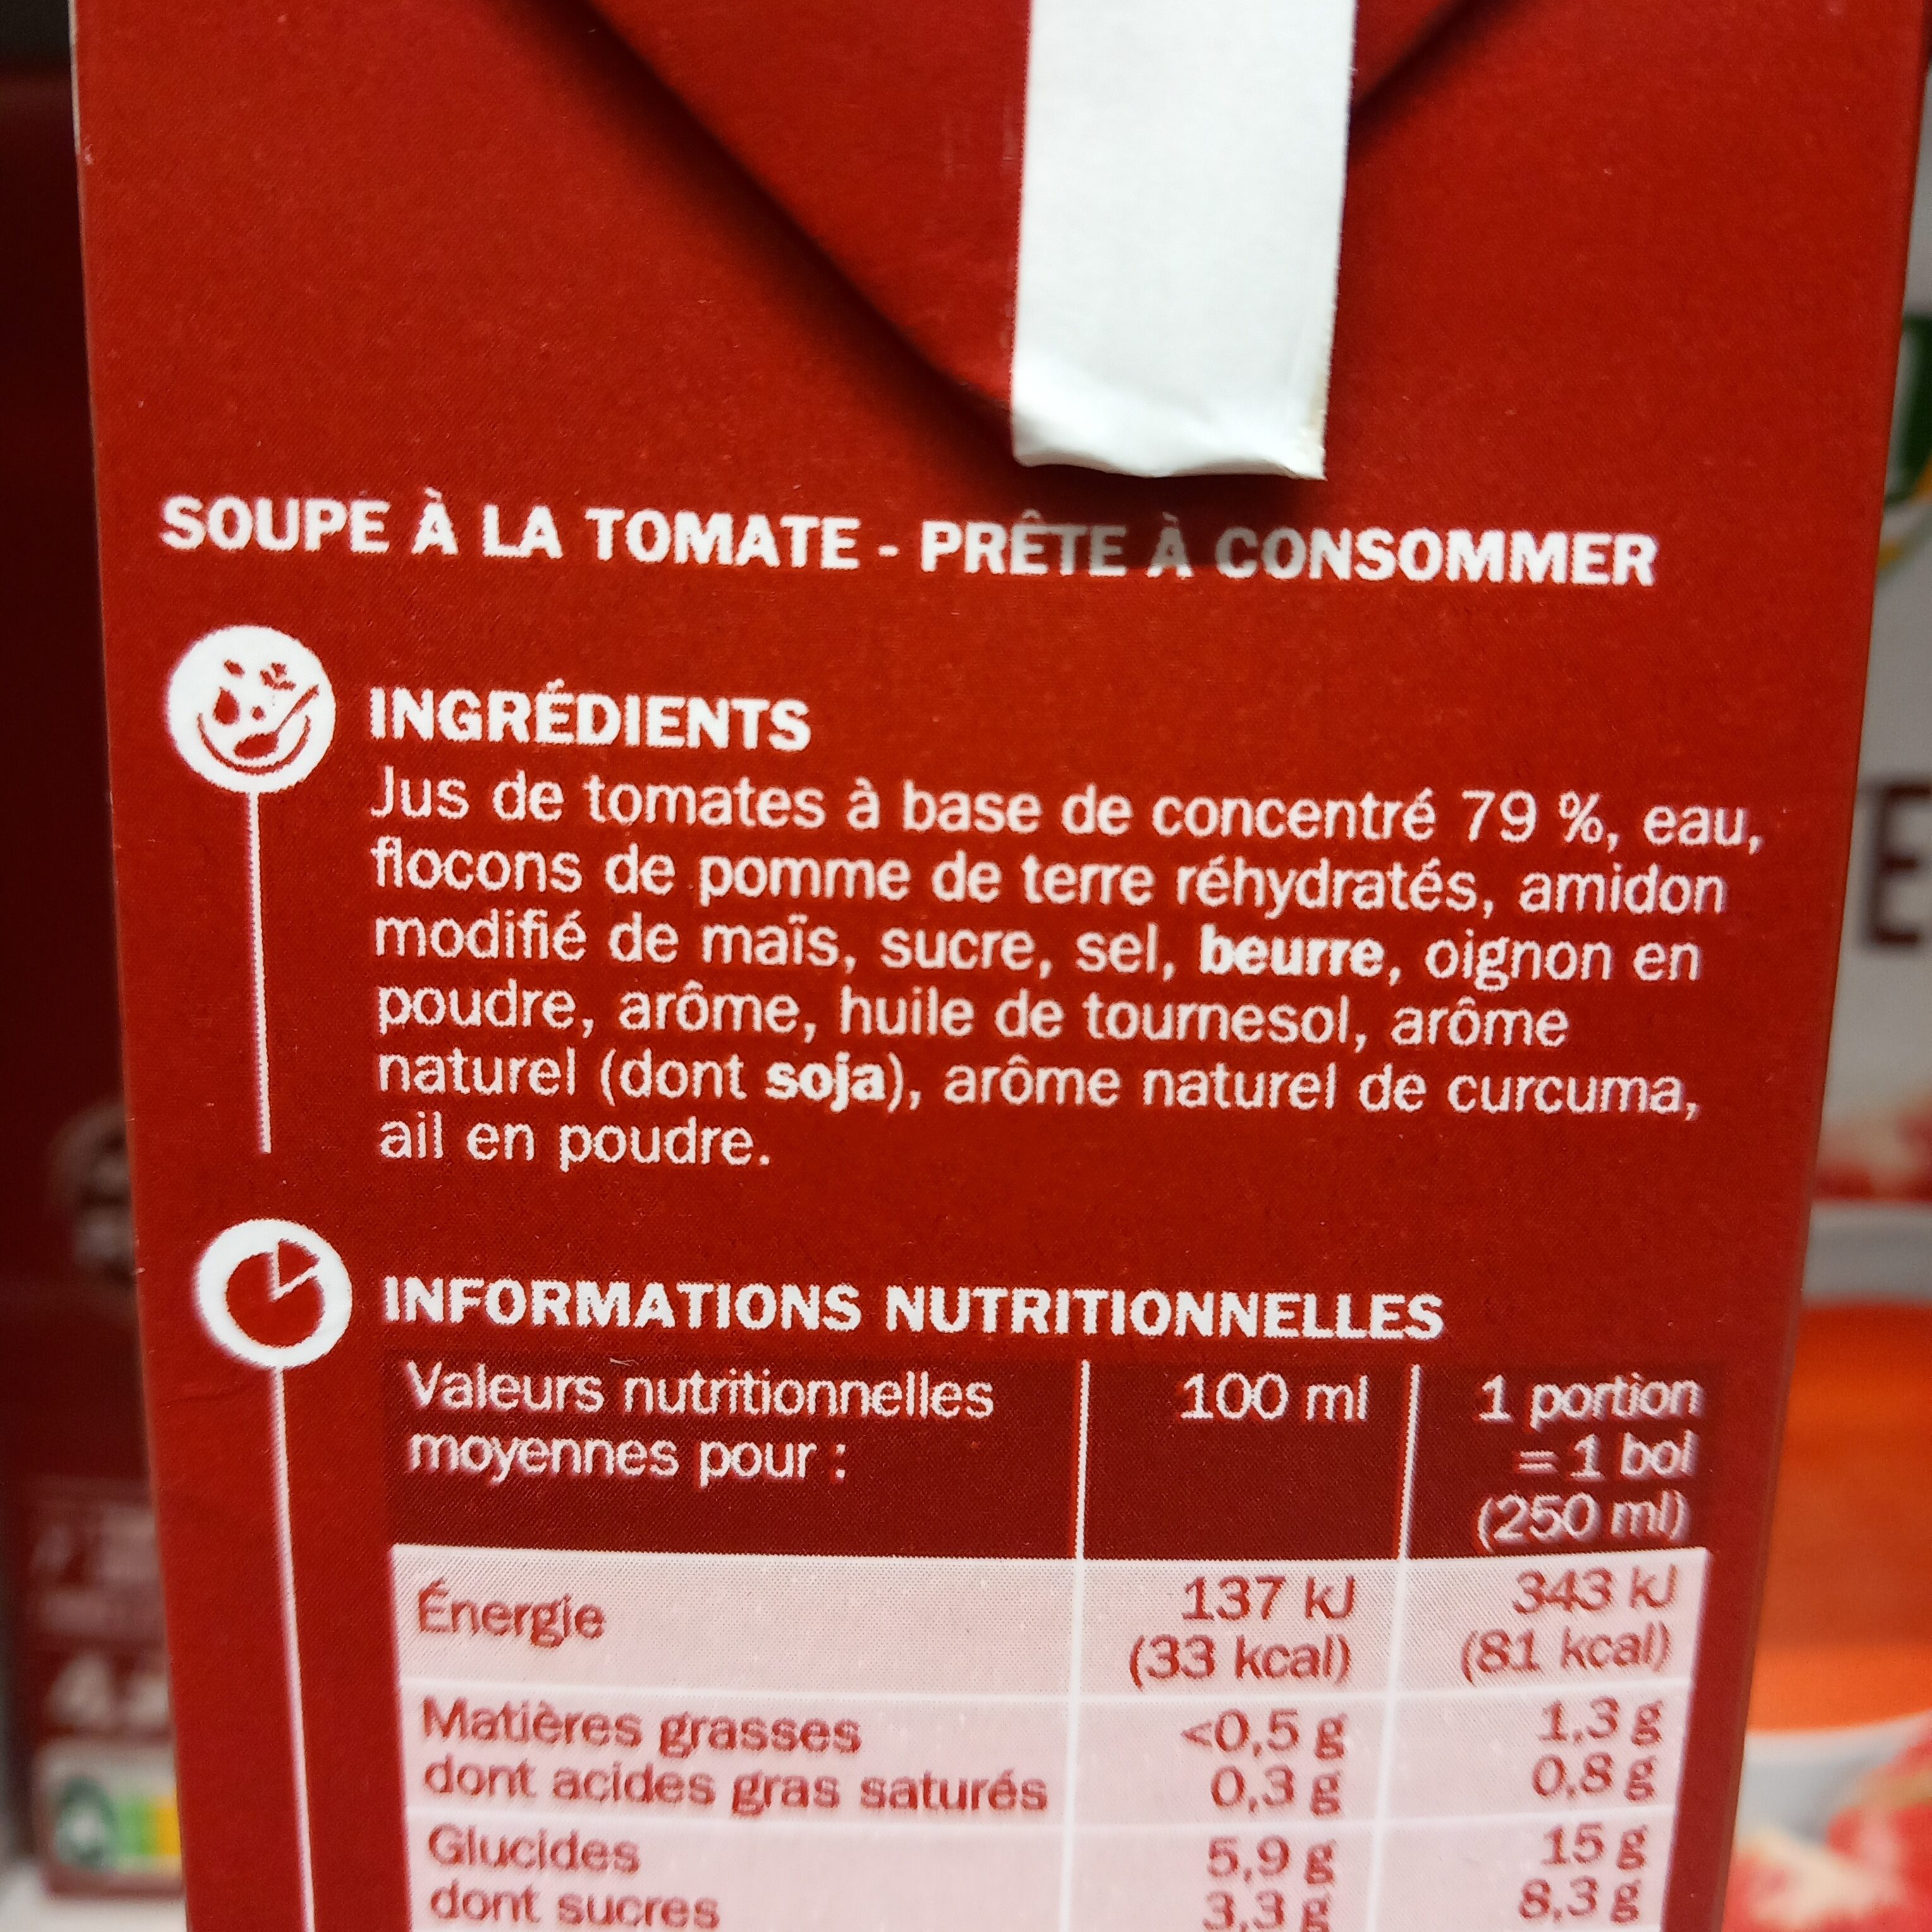 SOUPE À LA TOMATE - PRÊTE À CONSOMMER
INGRÉDIENTS
Jus de tomates à base de concentré 79 %, eau,
flocons de pomme de terre réhydratés, amidon
modifié de maïs, sucre, sel, beurre, oignon en
poudre, arôme, huile de tournesol, arôme
naturel (dont soja), arôme naturel de curcuma,
ail en poudre.
INFORMATIONS NUTRITIONNELLES
Valeurs nutritionnelles moyennes pour : 100 ml 1 portion = 1 bol (250 ml)
Énergie 137 kJ (33 kcal) 343 kJ (81 kcal)
Matières grasses <0,5 g 1,3 g
dont acides gras saturés 0,3 g 0,8 g
Glucides 5,9 g 15 g
dont sucres 3,3 g 8,3 g